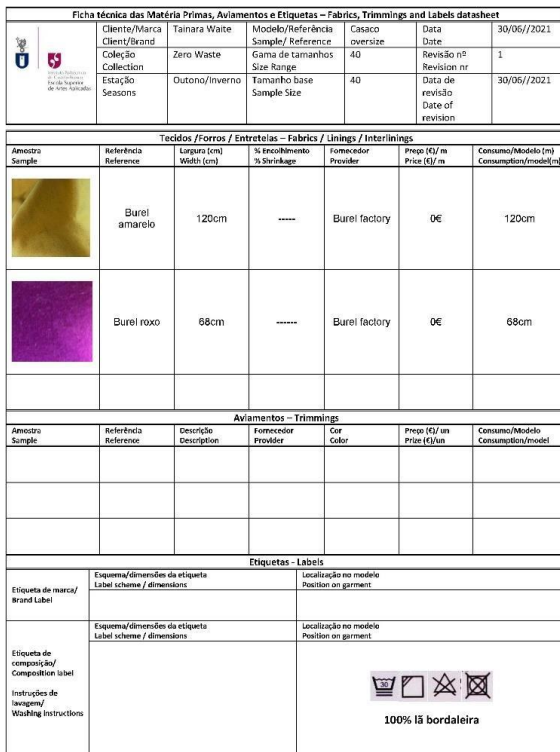 Ficha técnica das Matéria Primas, Aviamentos e Etiquetas – Fabrics, Trimmings and Labels datasheet
Cliente/Marca Tainara Waite Modelo/Referência Casaco Data 30/06//2021
Client/Brand Sample/ Reference oversize Date
Coleção Zero Waste Gama de tamanhos 40 Revisão nº 1
Collection Size Range Revision nr
Estação Outono/Inverno Tamanho base 40 Data de 30/06//2021
Seasons Sample Size revisão
Date of
revision
Escola Superior
de Artes Aplicadas
Tecidos /Forros / Entretelas – Fabrics / Linings / Interlinings
Amostra Referência Largura (cm) % Encolhimento Fornecedor Preço (€)/ m Consumo/Modelo (m)
Sample Reference Width (cm) % Shrinkage Provider Price (€)/ m Consumption/model(m)
Burel
amarelo 120cm ----- Burel factory 0€ 120cm
Burel roxo 68cm ------ Burel factory 0€ 68cm
Aviamentos – Trimmings
Amostra Referência Descrição Fornecedor Cor Preço (€)/ un Consumo/Modelo
Sample Reference Description Provider Color Prize (€)/un Consumption/model
Etiquetas - Labels
Etiqueta de marca/
Brand Label
Esquema/dimensões da etiqueta Localização no modelo
Label scheme / dimensions Position on garment
Esquema/dimensões da etiqueta Localização no modelo
Label scheme / dimensions Position on garment
Etiqueta de
composição/
Composition label
Instruções de
lavagem/
Washing instructions
30
100% lã bordaleira